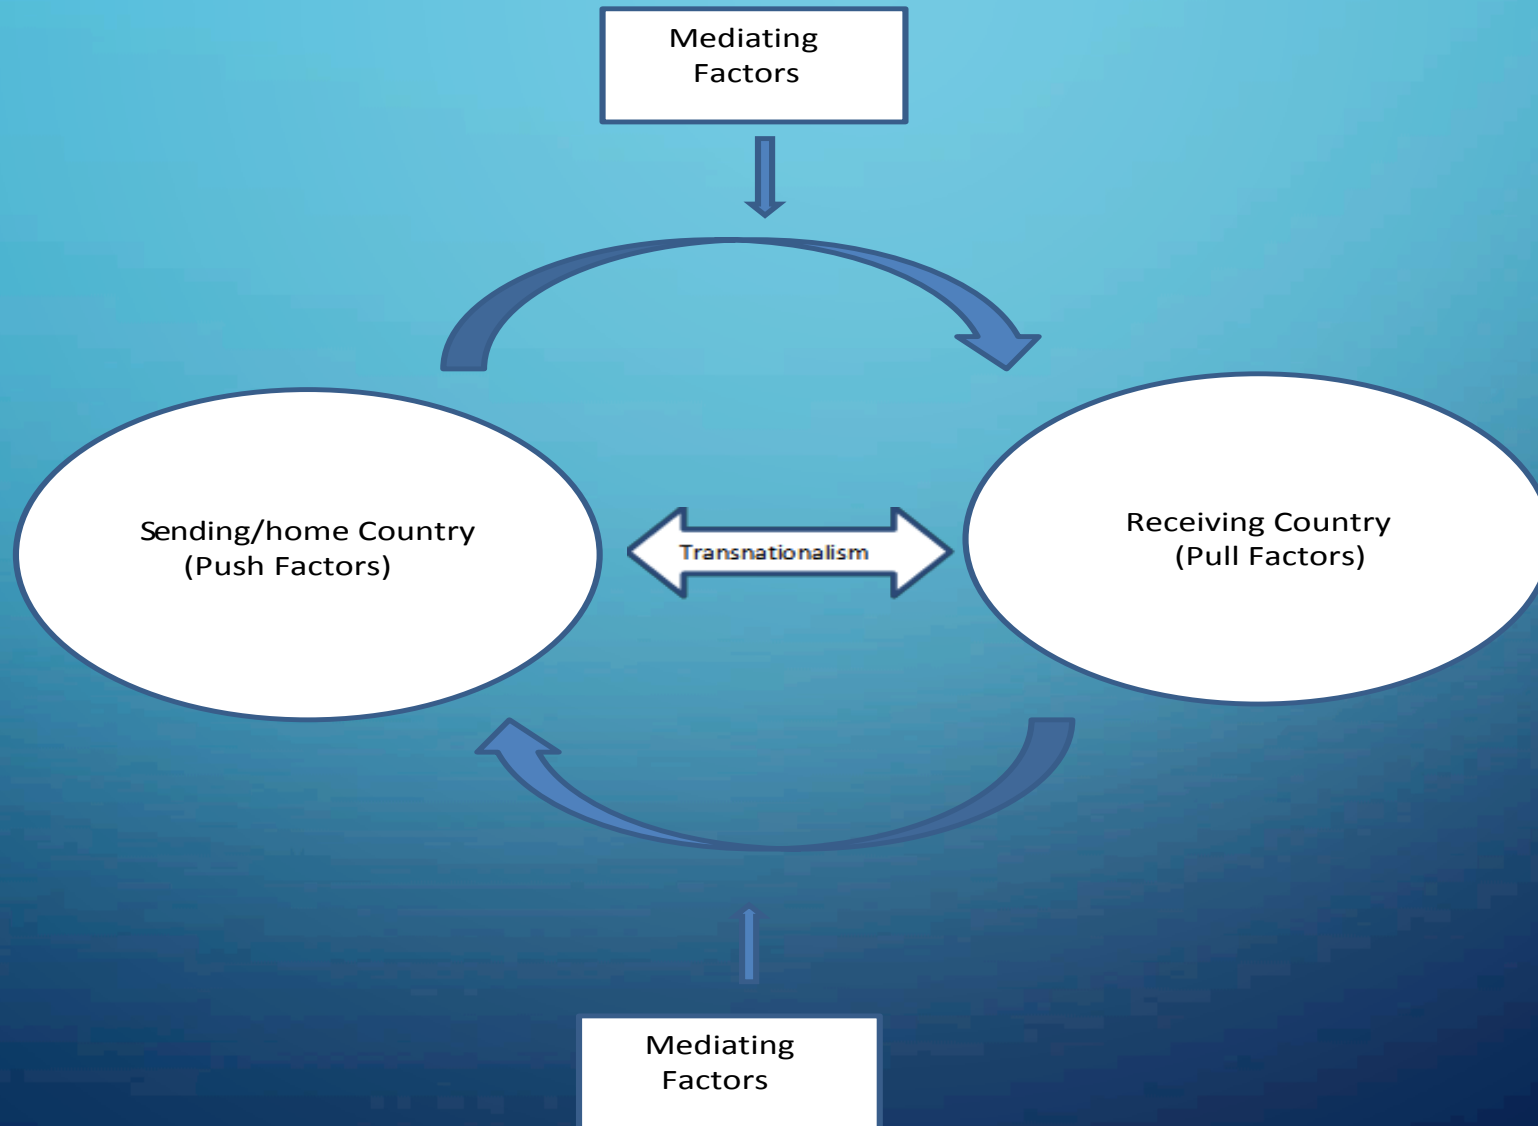 Mediating
Factors
Sending/home Country
(Push Factors)
Transnationalism
Receiving Country
(Pull Factors)
Mediating
Factors